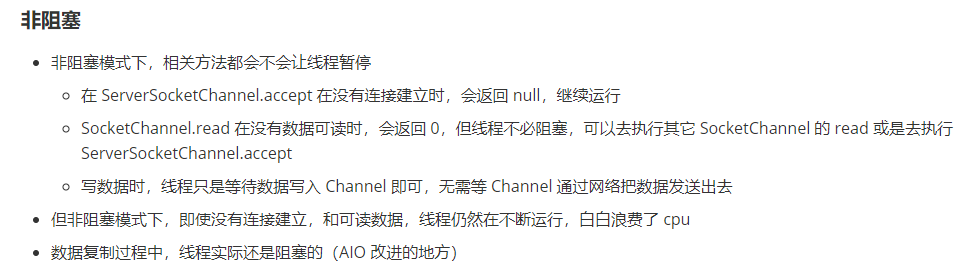 非阻塞
非阻塞模式下，相关方法都会不会让线程暂停
在 ServerSocketChannel.accept 在没有连接建立时，会返回 null，继续运行
SocketChannel.read 在没有数据可读时，会返回 0，但线程不必阻塞，可以去执行其它 SocketChannel 的 read 或是去执行
ServerSocketChannel.accept
写数据时，线程只是等待数据写入 Channel 即可，无需等 Channel 通过网络把数据发送出去
但非阻塞模式下，即使没有连接建立，和可读数据，线程仍然在不断运行，白白浪费了 cpu
数据复制过程中，线程实际还是阻塞的（AIO 改进的地方）